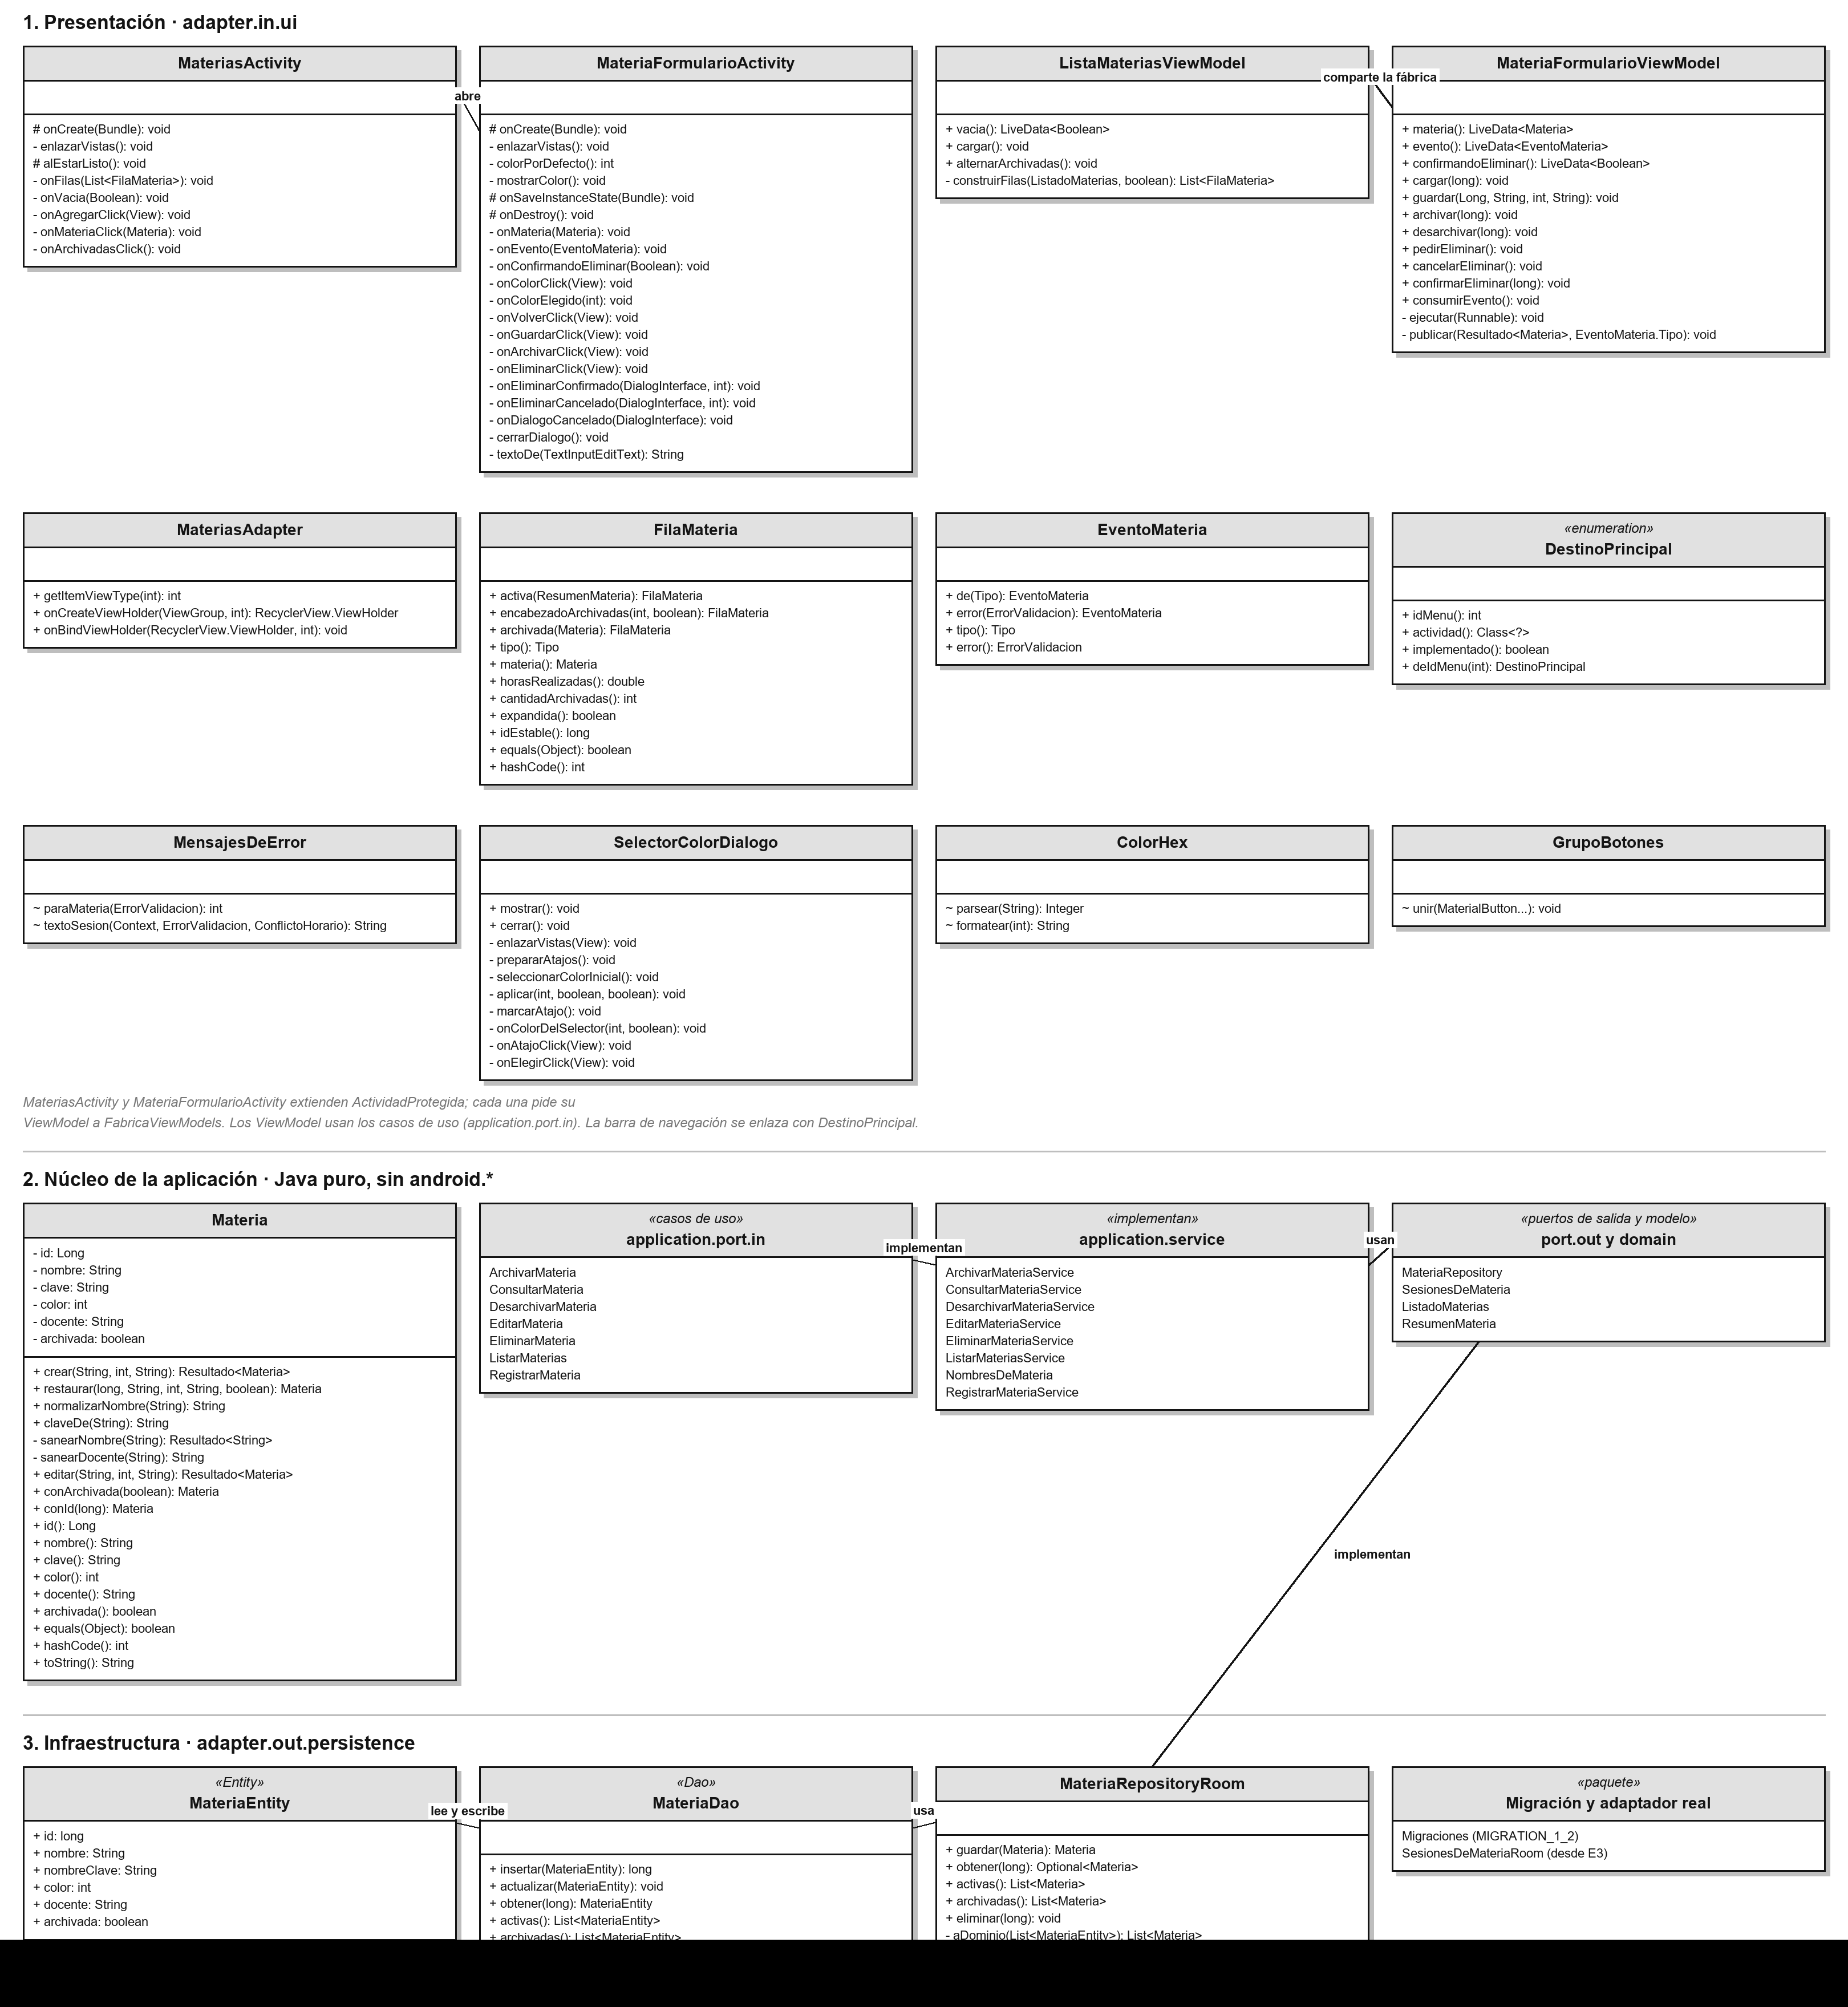 1. Presentación · adapter.in.ui
MateriasActivity
# onCreate(Bundle): void
- enlazarVistas(): void
# alEstarListo(): void
- onFilas(List<FilaMateria>): void
- onVacia(Boolean): void
- onAgregarClick(View): void
- onMateriaClick(Materia): void
- onArchivadasClick(): void
abre
MateriaFormularioActivity
# onCreate(Bundle): void
- enlazarVistas(): void
- colorPorDefecto(): int
- mostrarColor(): void
# onSaveInstanceState(Bundle): void
# onDestroy(): void
- onMateria(Materia): void
- onEvento(EventoMateria): void
- onConfirmandoEliminar(Boolean): void
- onColorClick(View): void
- onColorElegido(int): void
- onVolverClick(View): void
- onGuardarClick(View): void
- onArchivarClick(View): void
- onEliminarClick(View): void
- onEliminarConfirmado(DialogInterface, int): void
- onEliminarCancelado(DialogInterface, int): void
- onDialogoCancelado(DialogInterface): void
- cerrarDialogo(): void
- textoDe(TextInputEditText): String
ListaMateriasViewModel
+ vacia(): LiveData<Boolean>
+ cargar(): void
+ alternarArchivadas(): void
- construirFilas(ListadoMaterias, boolean): List<FilaMateria>
comparte la fábrica
MateriaFormularioViewModel
+ materia(): LiveData<Materia>
+ evento(): LiveData<EventoMateria>
+ confirmandoEliminar(): LiveData<Boolean>
+ cargar(long): void
+ guardar(Long, String, int, String): void
+ archivar(long): void
+ desarchivar(long): void
+ pedirEliminar(): void
+ cancelarEliminar(): void
+ confirmarEliminar(long): void
+ consumirEvento(): void
- ejecutar(Runnable): void
- publicar(Resultado<Materia>, EventoMateria.Tipo): void
MateriasAdapter
+ getItemViewType(int): int
+ onCreateViewHolder(ViewGroup, int): RecyclerView.ViewHolder
+ onBindViewHolder(RecyclerView.ViewHolder, int): void
FilaMateria
+ activa(ResumenMateria): FilaMateria
+ encabezadoArchivadas(int, boolean): FilaMateria
+ archivada(Materia): FilaMateria
+ tipo(): Tipo
+ materia(): Materia
+ horasRealizadas(): double
+ cantidadArchivadas(): int
+ expandida(): boolean
+ idEstable(): long
+ equals(Object): boolean
+ hashCode(): int
EventoMateria
+ de(Tipo): EventoMateria
+ error(ErrorValidacion): EventoMateria
+ tipo(): Tipo
+ error(): ErrorValidacion
«enumeration»
DestinoPrincipal
+ idMenu(): int
+ actividad(): Class<?>
+ implementado(): boolean
+ deIdMenu(int): DestinoPrincipal
MensajesDeError
~ paraMateria(ErrorValidacion): int
~ textoSesion(Context, ErrorValidacion, ConflictoHorario): String
SelectorColorDialogo
+ mostrar(): void
+ cerrar(): void
- enlazarVistas(View): void
- prepararAtajos(): void
- seleccionarColorInicial(): void
- aplicar(int, boolean, boolean): void
- marcarAtajo(): void
- onColorDelSelector(int, boolean): void
- onAtajoClick(View): void
- onElegirClick(View): void
ColorHex
~ parsear(String): Integer
~ formatear(int): String
GrupoBotones
~ unir(MaterialButton...): void
MateriasActivity y MateriaFormularioActivity extienden ActividadProtegida; cada una pide su
ViewModel a FabricaViewModels. Los ViewModel usan los casos de uso (application.port.in). La barra de navegación se enlaza con DestinoPrincipal.
2. Núcleo de la aplicación · Java puro, sin android.*
Materia
- id: Long
- nombre: String
- clave: String
- color: int
- docente: String
- archivada: boolean
+ crear(String, int, String): Resultado<Materia>
+ restaurar(long, String, int, String, boolean): Materia
+ normalizarNombre(String): String
+ claveDe(String): String
- sanearNombre(String): Resultado<String>
- sanearDocente(String): String
+ editar(String, int, String): Resultado<Materia>
+ conArchivada(boolean): Materia
+ conId(long): Materia
+ id(): Long
+ nombre(): String
+ clave(): String
+ color(): int
+ docente(): String
+ archivada(): boolean
+ equals(Object): boolean
+ hashCode(): int
+ toString(): String
«casos de uso»
application.port.in
ArchivarMateria
ConsultarMateria
DesarchivarMateria
EditarMateria
EliminarMateria
ListarMaterias
RegistrarMateria
implementan
«implementan»
application.service
ArchivarMateriaService
ConsultarMateriaService
DesarchivarMateriaService
EditarMateriaService
EliminarMateriaService
ListarMateriasService
NombresDeMateria
RegistrarMateriaService
usan
«puertos de salida y modelo»
port.out y domain
MateriaRepository
SesionesDeMateria
ListadoMaterias
ResumenMateria
implementan
3. Infraestructura · adapter.out.persistence
«Entity»
MateriaEntity
+ id: long
+ nombre: String
+ nombreClave: String
+ color: int
+ docente: String
+ archivada: boolean
lee y escribe
«Dao»
MateriaDao
+ insertar(MateriaEntity): long
+ actualizar(MateriaEntity): void
+ obtener(long): MateriaEntity
+ activas(): List<MateriaEntity>
+ archivadas(): List<MateriaEntity>
usa
MateriaRepositoryRoom
+ guardar(Materia): Materia
+ obtener(long): Optional<Materia>
+ activas(): List<Materia>
+ archivadas(): List<Materia>
+ eliminar(long): void
- aDominio(List<MateriaEntity>): List<Materia>
«paquete»
Migración y adaptador real
Migraciones (MIGRATION_1_2)
SesionesDeMateriaRoom (desde E3)